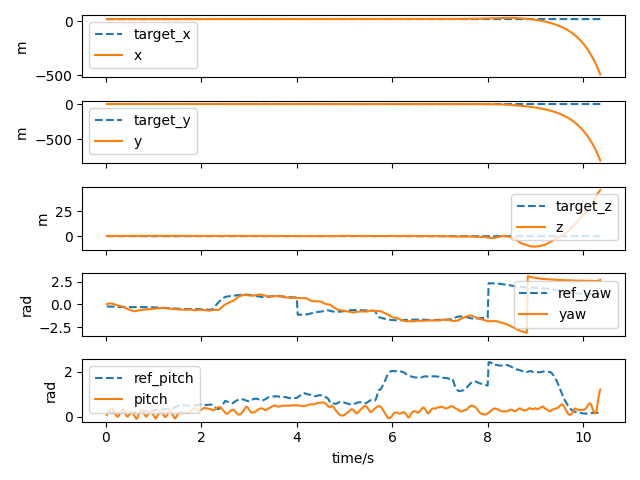 0
−500
m
target_x
x
0
−500
m
target_y
y
25
0
m
target_z
z
2.5
0.0
−2.5
rad
ref_yaw
yaw
2
0
rad
ref_pitch
pitch
0 2 4 6 8 10
time/s